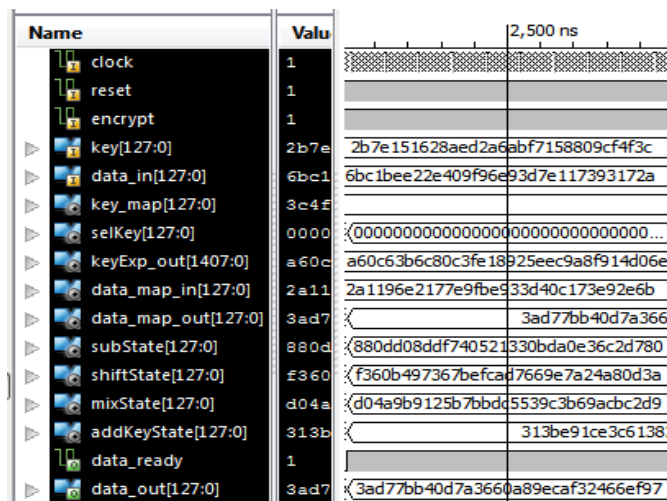 Name Valu 2,500 ns
clock 1
reset 1
encrypt 1
key[127:0] 2b7e 2b7e151628aed2a6abf7158809cf4f3c
data_in[127:0] 6bc1 6bc1bee22e409f96e93d7e117393172a
key_map[127:0] 3c4f
selKey[127:0] 0000 00000000000000000000000000000...
keyExp_out[1407:0] a60c a60c63b6c80c3fe18925eec9a8f914d06e
data_map_in[127:0] 2a11 2a1196e2177e9fbe933d40c173e92e6b
data_map_out[127:0] 3ad7 3ad77bb40d7a366
subState[127:0] 880d 880dd08ddf740521330bda0e36c2d780
shiftState[127:0] f360 f360b497367befcad7669e7a24a80d3a
mixState[127:0] d04a d04a9b9125b7bbdc5539c3b69acbc2d9
addKeyState[127:0] 313b 313be91ce3c6138
data_ready 1
data_out[127:0] 3ad7 3ad77bb40d7a3660a89ecaf32466ef97